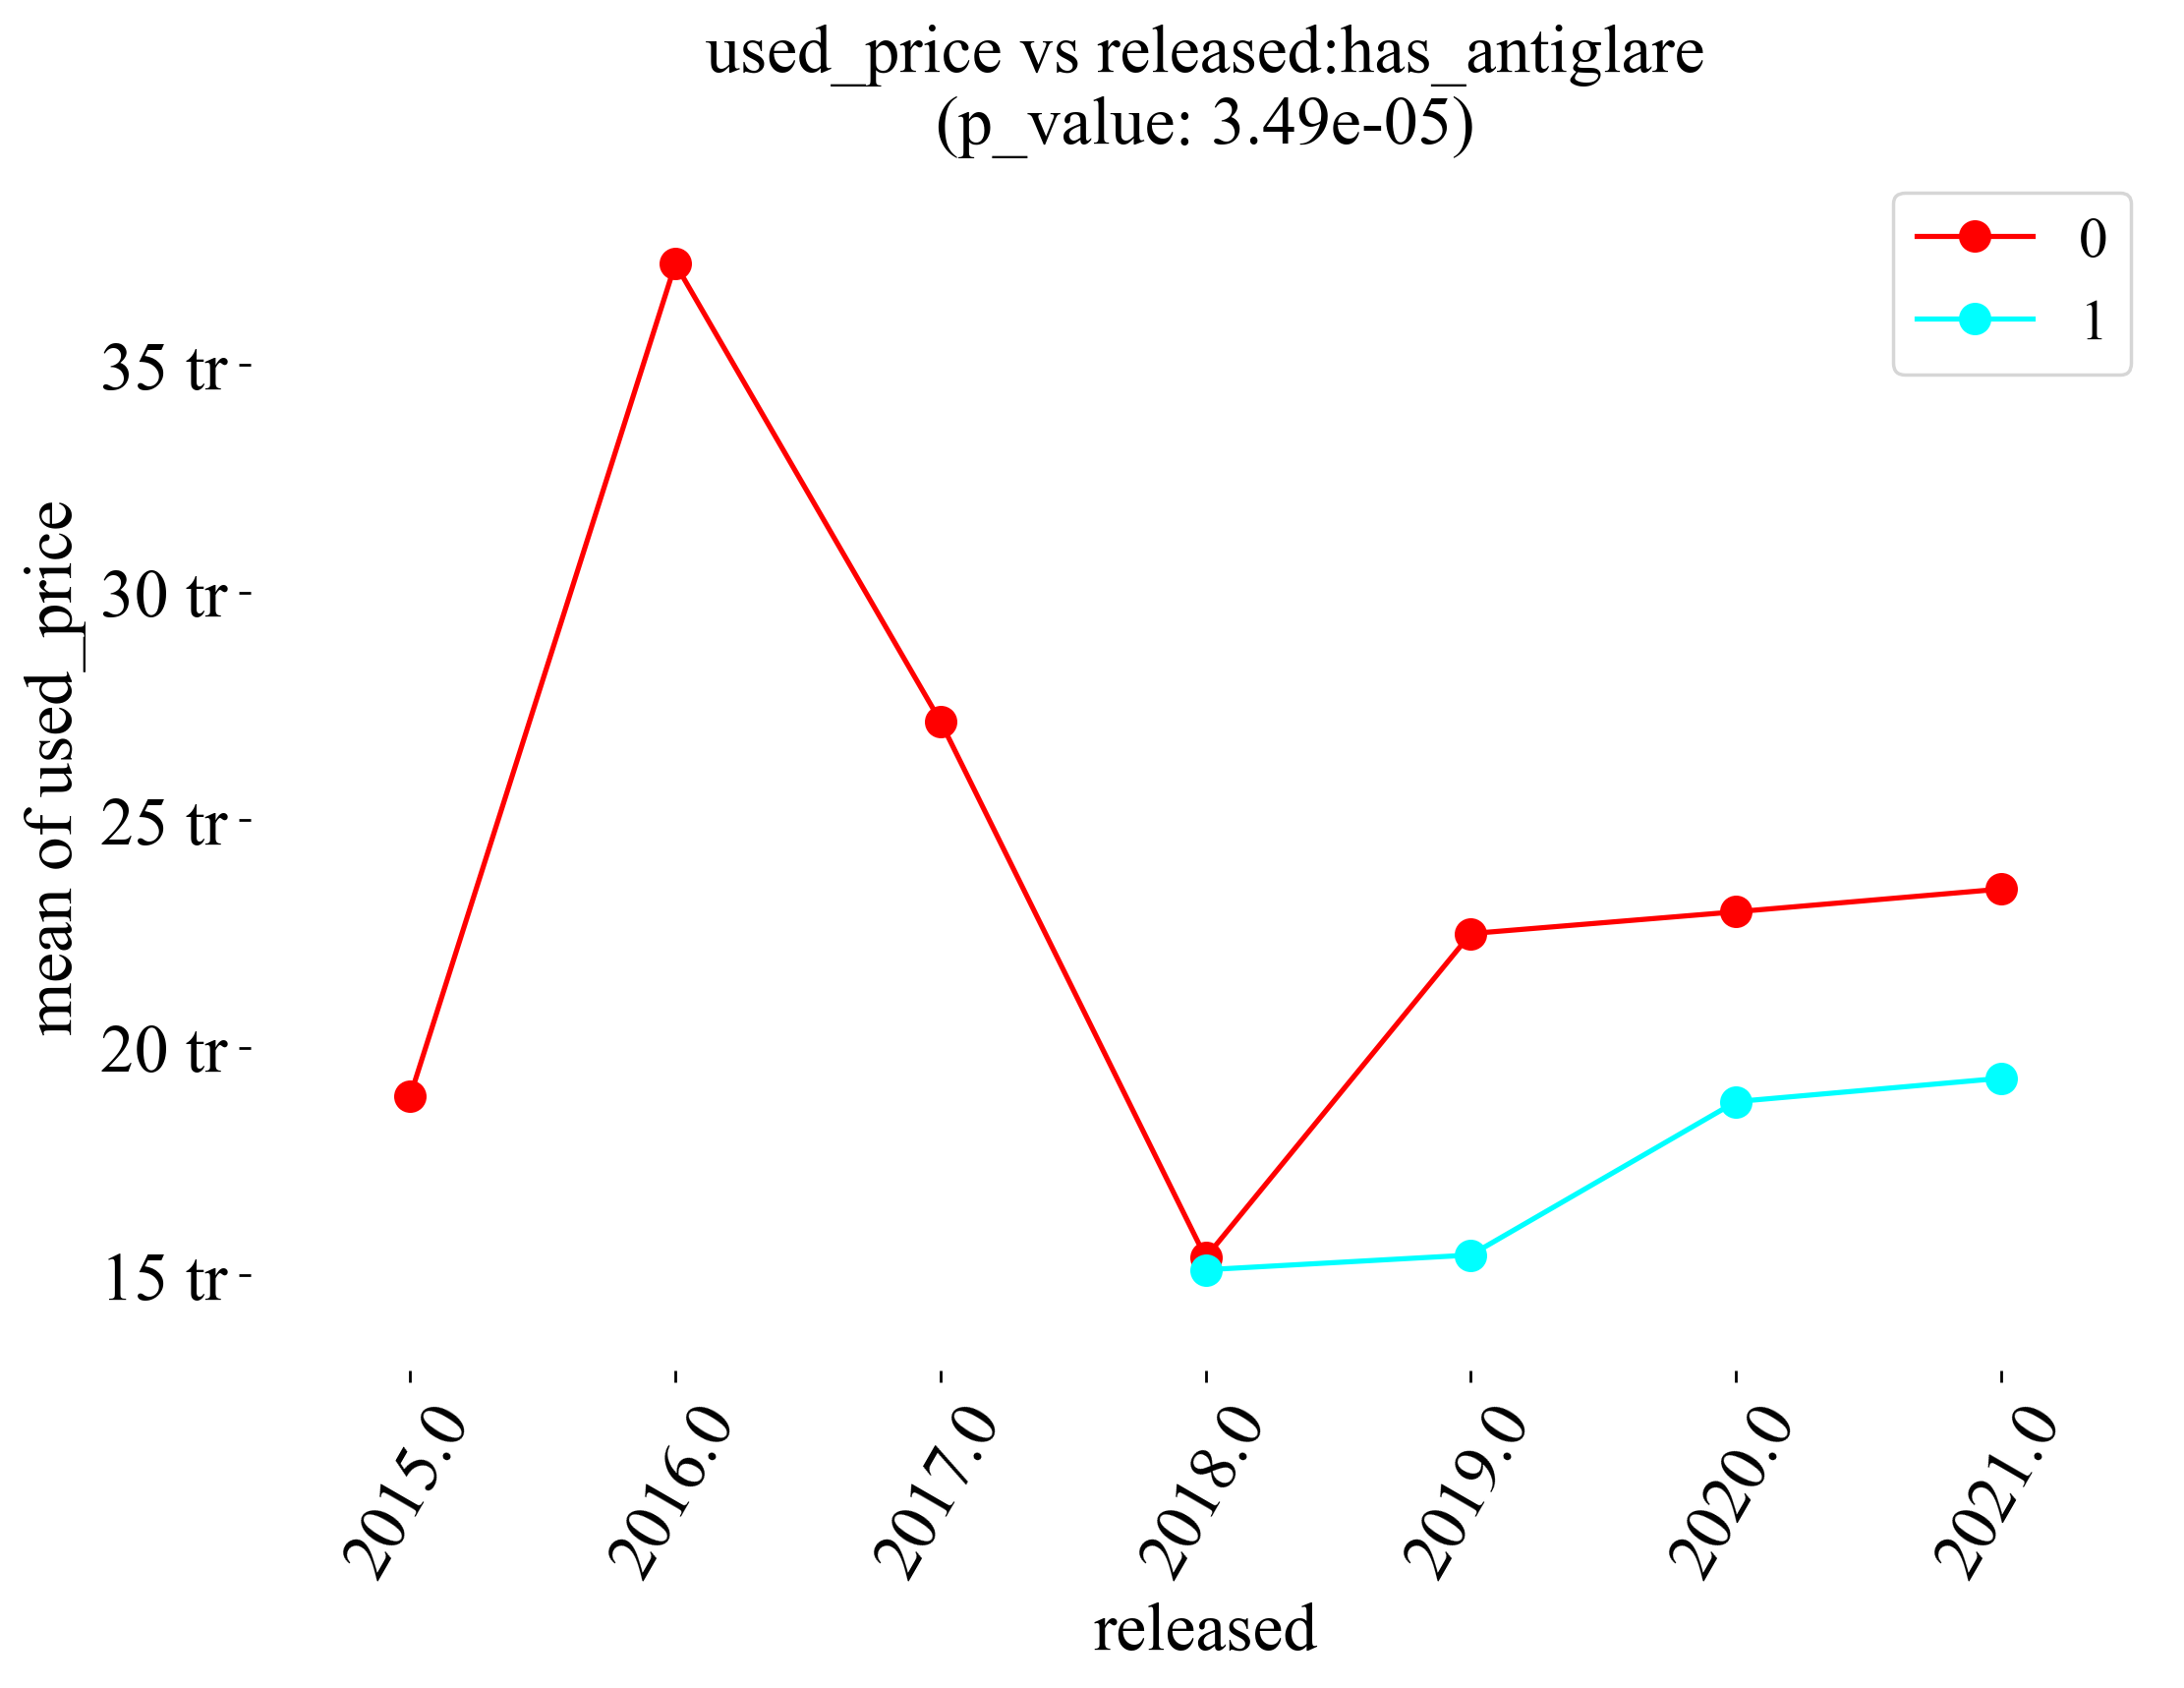 used_price vs released:has_antiglare
(p_value: 3.49e-05)
0
1
mean of used_price
35 tr
30 tr
25 tr
20 tr
15 tr
2015.0
2016.0
2017.0
2018.0
2019.0
2020.0
2021.0
released